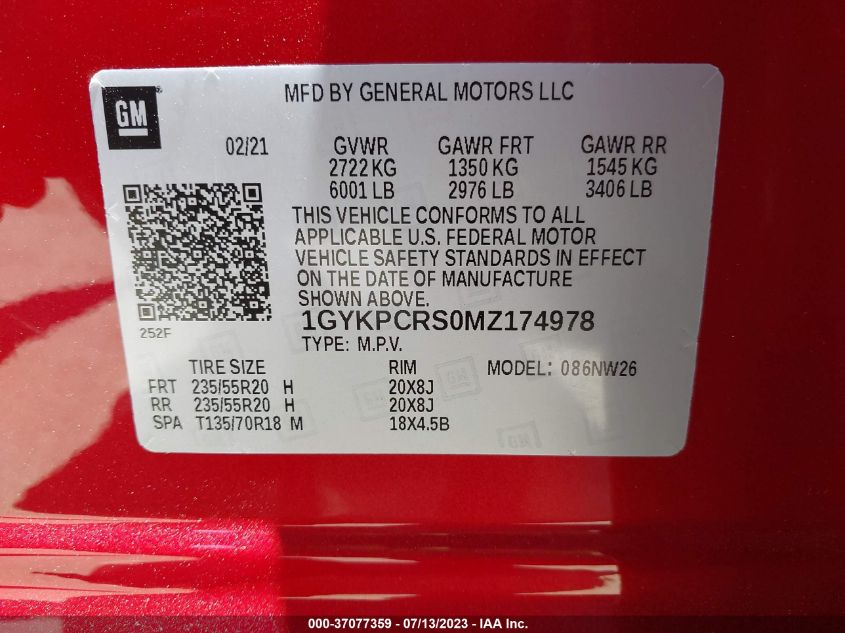 GM
MFD BY GENERAL MOTORS LLC
02/21 GVWR GAWR FRT GAWR RR
2722 KG 1350 KG 1545 KG
6001 LB 2976 LB 3406 LB
THIS VEHICLE CONFORMS TO ALL
APPLICABLE U.S. FEDERAL MOTOR
VEHICLE SAFETY STANDARDS IN EFFECT
ON THE DATE OF MANUFACTURE
SHOWN ABOVE.
252F
1GYKPCRS0MZ174978
TYPE: M.P.V.
TIRE SIZE RIM MODEL: 086NW26
FRT 235/55R20 H 20X8J
RR 235/55R20 H 20X8J
SPA T135/70R18 M 18X4.5B
000-37077359 - 07/13/2023 - IAA Inc.